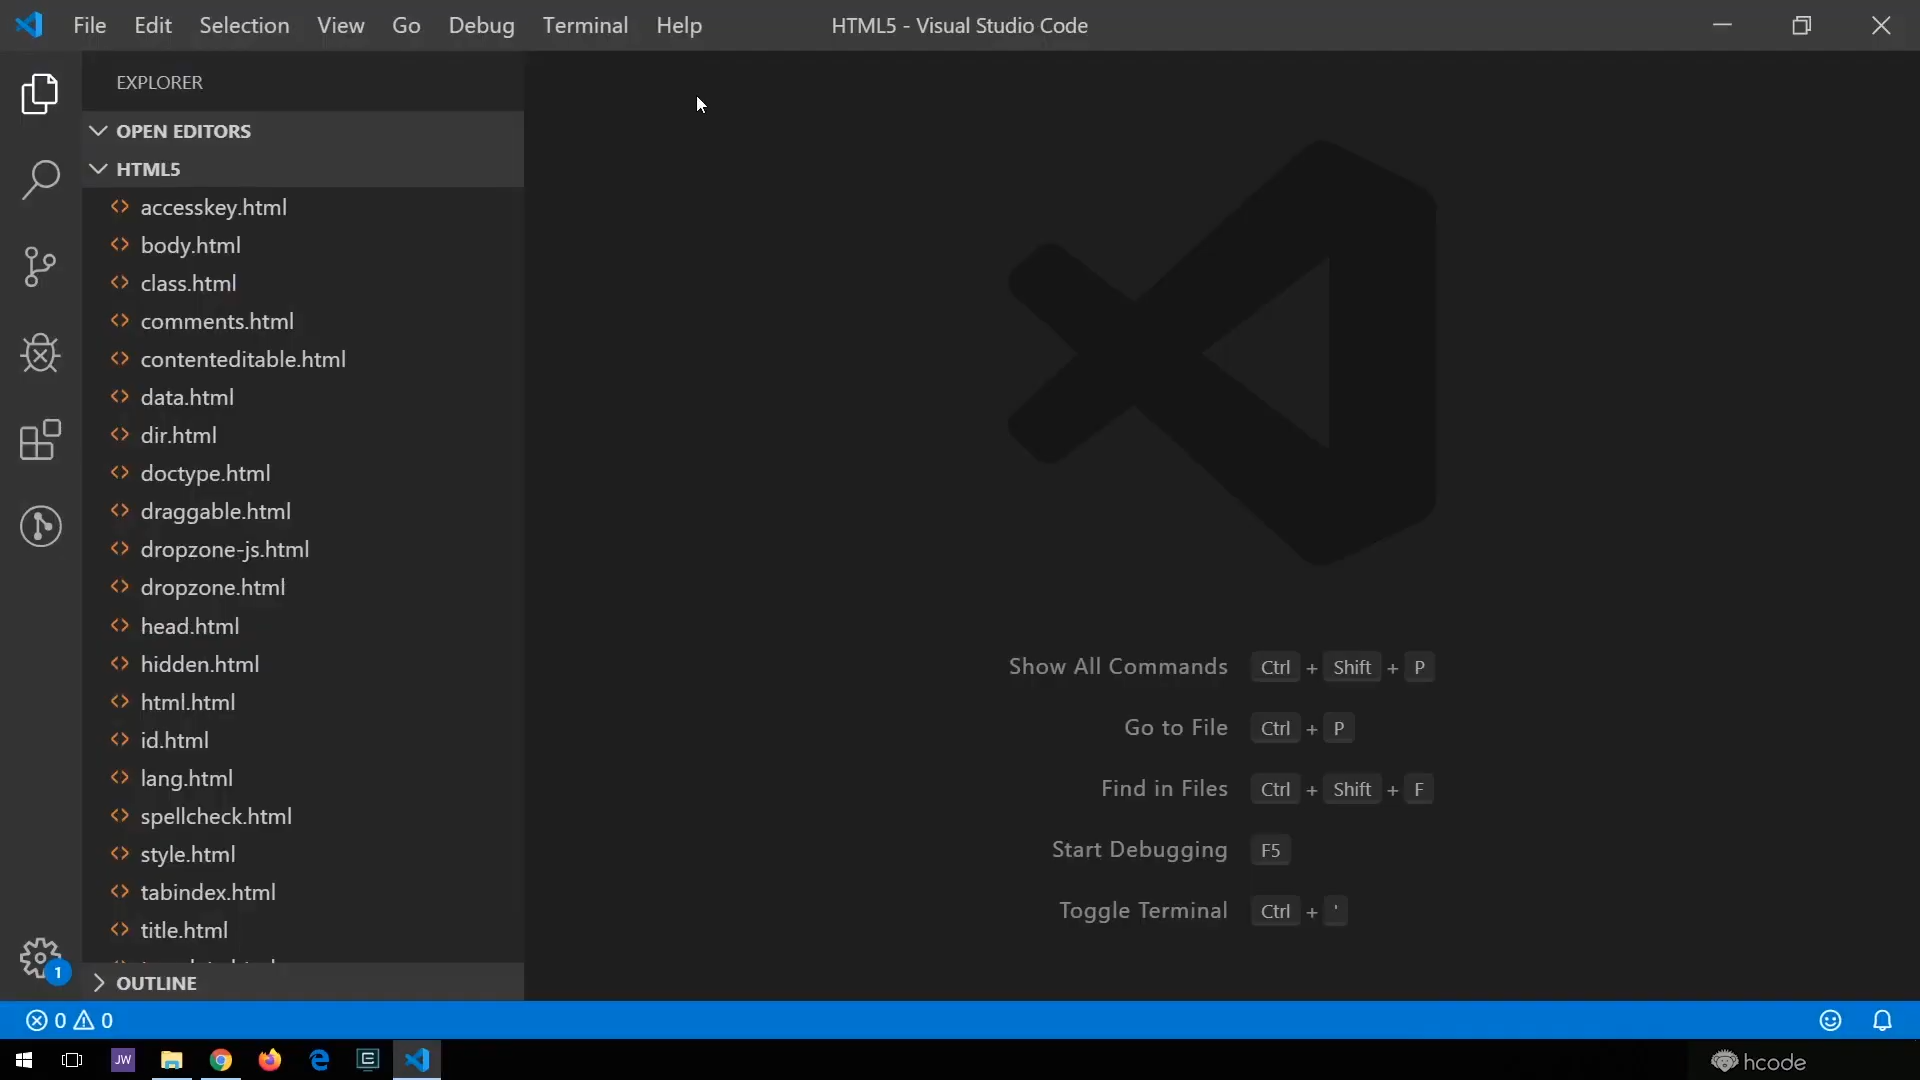 File Edit Selection View Go Debug Terminal Help HTML5 - Visual Studio Code
EXPLORER
OPEN EDITORS
HTML5
accesskey.html
body.html
class.html
comments.html
contenteditable.html
data.html
dir.html
doctype.html
draggable.html
dropzone-js.html
dropzone.html
head.html
hidden.html
html.html
id.html
lang.html
spellcheck.html
style.html
tabindex.html
title.html
OUTLINE
Show All Commands Ctrl + Shift + P
Go to File Ctrl + P
Find in Files Ctrl + Shift + F
Start Debugging F5
Toggle Terminal Ctrl + '
1
0 0
JW
hcode